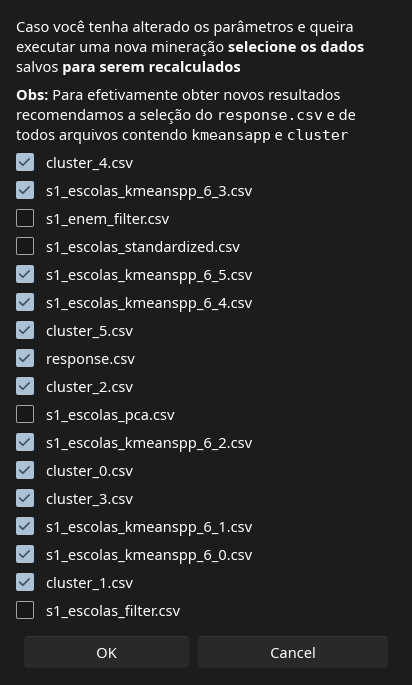 Caso você tenha alterado os parâmetros e queira
executar uma nova mineração selecione os dados
salvos para serem recalculados
Obs: Para efetivamente obter novos resultados
recomendamos a seleção do response.csv e de
todos arquivos contendo kmeansapp e cluster
cluster_4.csv
s1_escolas_kmeanspp_6_3.csv
s1_enem_filter.csv
s1_escolas_standardized.csv
s1_escolas_kmeanspp_6_5.csv
s1_escolas_kmeanspp_6_4.csv
cluster_5.csv
response.csv
cluster_2.csv
s1_escolas_pca.csv
s1_escolas_kmeanspp_6_2.csv
cluster_0.csv
cluster_3.csv
s1_escolas_kmeanspp_6_1.csv
s1_escolas_kmeanspp_6_0.csv
cluster_1.csv
s1_escolas_filter.csv
OK Cancel